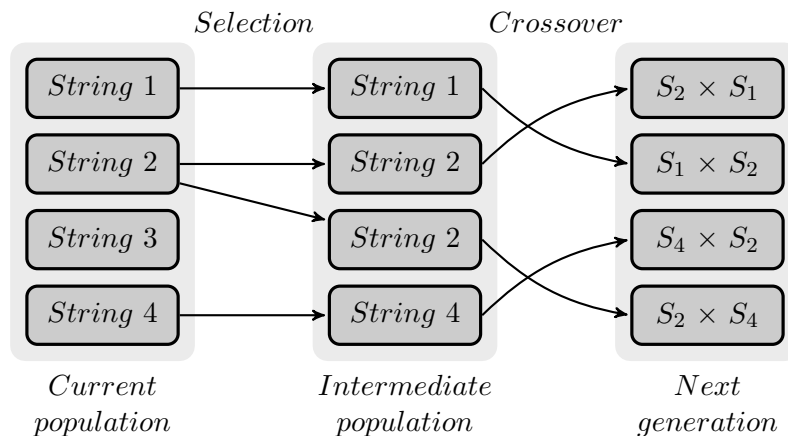 Selection
Crossover
String 1
String 1
S₂ × S₁
String 2
String 2
S₁ × S₂
String 3
String 2
S₄ × S₂
String 4
String 4
S₂ × S₄
Current
population
Intermediate
population
Next
generation